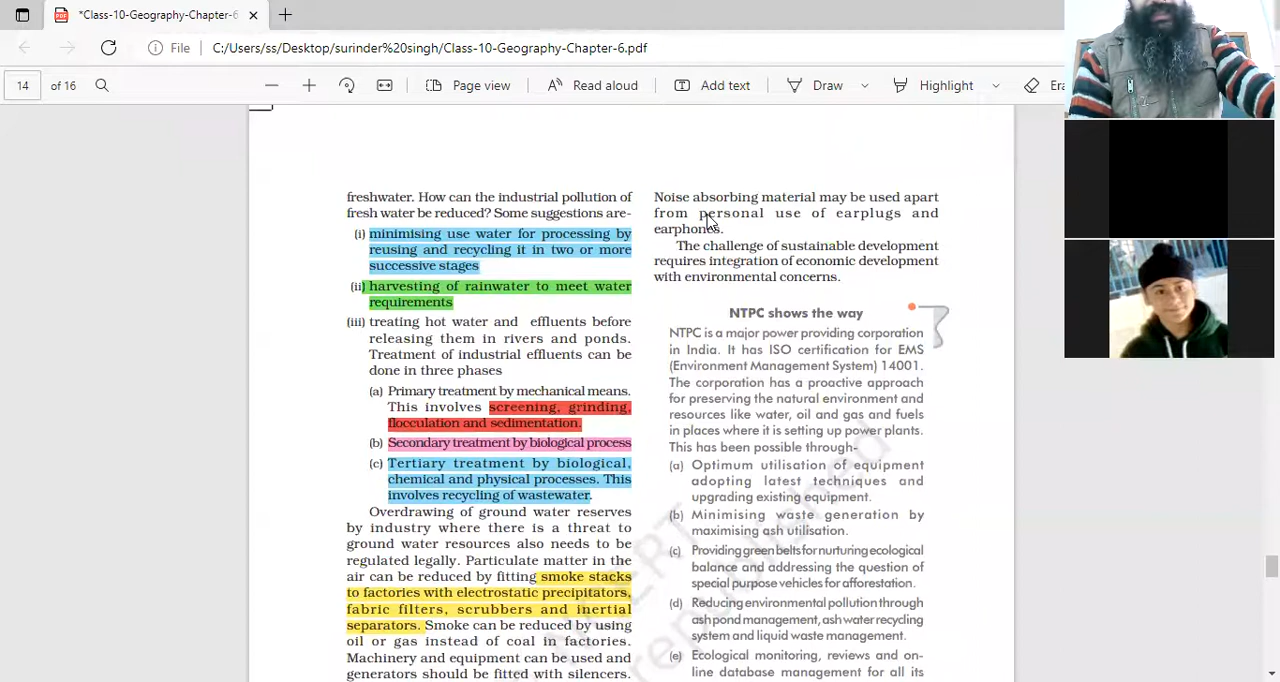 *Class-10-Geography-Chapter-6
File
C:/Users/ss/Desktop/surinder%20singh/Class-10-Geography-Chapter-6.pdf
14
of 16
Page view
Read aloud
Add text
Draw
Highlight
freshwater. How can the industrial pollution of
fresh water be reduced? Some suggestions are-
(i) minimising use water for processing by
reusing and recycling it in two or more
successive stages
(ii) harvesting of rainwater to meet water
requirements
(iii) treating hot water and effluents before
releasing them in rivers and ponds.
Treatment of industrial effluents can be
done in three phases
(a) Primary treatment by mechanical means.
This involves screening, grinding,
flocculation and sedimentation.
(b) Secondary treatment by biological process
(c) Tertiary treatment by biological,
chemical and physical processes. This
involves recycling of wastewater.
Overdrawing of ground water reserves
by industry where there is a threat to
ground water resources also needs to be
regulated legally. Particulate matter in the
air can be reduced by fitting smoke stacks
to factories with electrostatic precipitators,
fabric filters, scrubbers and inertial
separators. Smoke can be reduced by using
oil or gas instead of coal in factories.
Machinery and equipment can be used and
generators should be fitted with silencers.
Noise absorbing material may be used apart
from personal use of earplugs and
earphones.
The challenge of sustainable development
requires integration of economic development
with environmental concerns.
NTPC shows the way
NTPC is a major power providing corporation
in India. It has ISO certification for EMS
(Environment Management System) 14001.
The corporation has a proactive approach
for preserving the natural environment and
resources like water, oil and gas and fuels
in places where it is setting up power plants.
This has been possible through-
(a) Optimum utilisation of equipment
adopting latest techniques and
upgrading existing equipment.
(b) Minimising waste generation by
maximising ash utilisation.
(c) Providing green belts for nurturing ecological
balance and addressing the question of
special purpose vehicles for afforestation.
(d) Reducing environmental pollution through
ash pond management, ash water recycling
system and liquid waste management.
(e) Ecological monitoring, reviews and on-
line database management for all its
republished